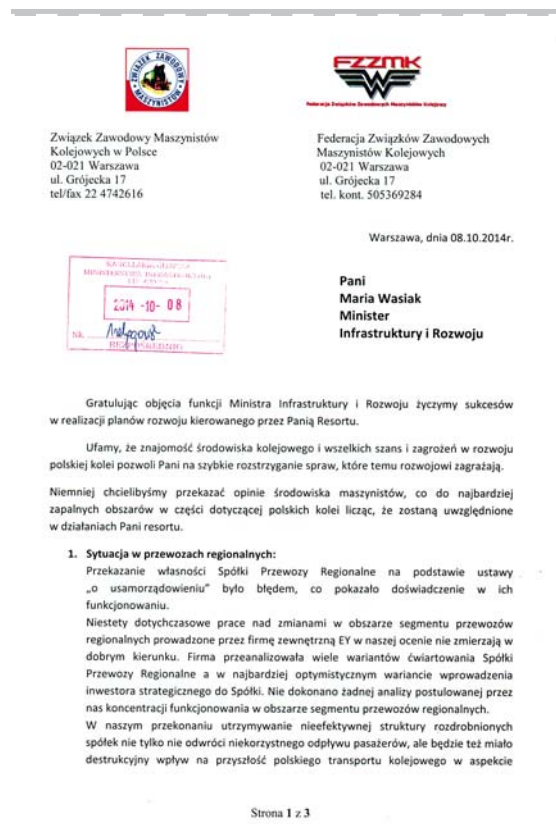 ZWIĄZEK ZAWODOWY
MASZYNISTÓW
FZZMK
Federacja Związków Zawodowych Maszynistów Kolejowych
Związek Zawodowy Maszynistów
Kolejowych w Polsce
02-021 Warszawa
ul. Grójecka 17
tel/fax 22 4742616
Federacja Związków Zawodowych
Maszynistów Kolejowych
02-021 Warszawa
ul. Grójecka 17
tel. kont. 505369284
Warszawa, dnia 08.10.2014r.
2014 -10- 08
BEZPOŚREDNIO
Pani
Maria Wasiak
Minister
Infrastruktury i Rozwoju
Gratulując objęcia funkcji Ministra Infrastruktury i Rozwoju życzymy sukcesów
w realizacji planów rozwoju kierowanego przez Panią Resortu.
Ufamy, że znajomość środowiska kolejowego i wszelkich szans i zagrożeń w rozwoju
polskiej kolei pozwoli Pani na szybkie rozstrzyganie spraw, które temu rozwojowi zagrażają.
Niemniej chcielibyśmy przekazać opinie środowiska maszynistów, co do najbardziej
zapalnych obszarów w części dotyczącej polskich kolei licząc, że zostaną uwzględnione
w działaniach Pani resortu.
1. Sytuacja w przewozach regionalnych:
Przekazanie własności Spółki Przewozy Regionalne na podstawie ustawy
„o usamorządowieniu" było błędem, co pokazało doświadczenie w ich
funkcjonowaniu.
Niestety dotychczasowe prace nad zmianami w obszarze segmentu przewozów
regionalnych prowadzone przez firmę zewnętrzną EY w naszej ocenie nie zmierzają w
dobrym kierunku. Firma przeanalizowała wiele wariantów ćwiartowania Spółki
Przewozy Regionalne a w najbardziej optymistycznym wariancie wprowadzenia
inwestora strategicznego do Spółki. Nie dokonano żadnej analizy postulowanej przez
nas koncentracji funkcjonowania w obszarze segmentu przewozów regionalnych.
W naszym przekonaniu utrzymywanie nieefektywnej struktury rozdrobnionych
spółek nie tylko nie odwróci niekorzystnego odpływu pasażerów, ale będzie też miało
destrukcyjny wpływ na przyszłość polskiego transportu kolejowego w aspekcie
Strona 1 z 3